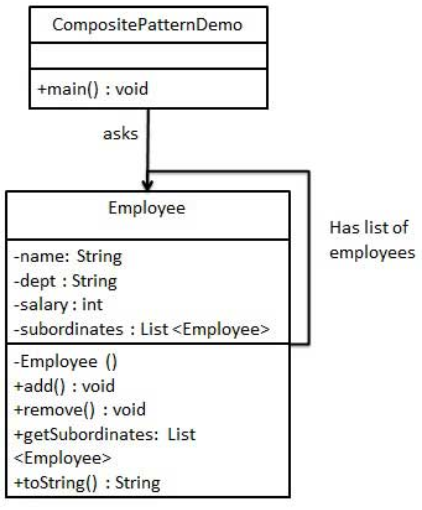 CompositePatternDemo
+main() : void
asks
Employee
-name: String
-dept : String
-salary : int
-subordinates : List <Employee>
-Employee ()
+add() : void
+remove() : void
+getSubordinates: List
<Employee>
+toString() : String
Has list of
employees